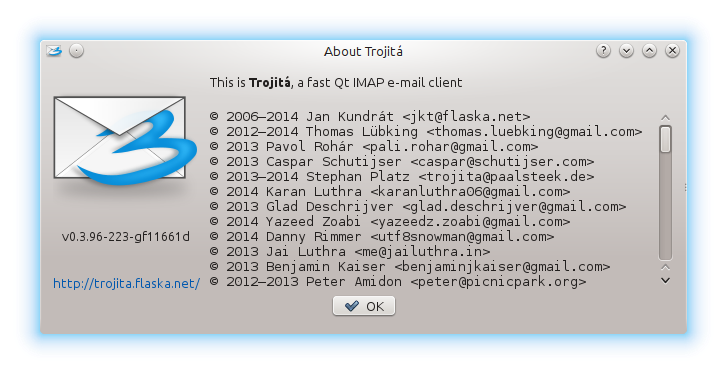 About Trojitá
This is Trojitá, a fast Qt IMAP e-mail client
© 2006–2014 Jan Kundrát <jkt@flaska.net>
© 2012–2014 Thomas Lübking <thomas.luebking@gmail.com>
© 2013 Pavol Rohár <pali.rohar@gmail.com>
© 2013 Caspar Schutijser <caspar@schutijser.com>
© 2013–2014 Stephan Platz <trojita@paalsteek.de>
© 2014 Karan Luthra <karanluthra06@gmail.com>
© 2013 Glad Deschrijver <glad.deschrijver@gmail.com>
© 2014 Yazeed Zoabi <yazeedz.zoabi@gmail.com>
© 2014 Danny Rimmer <utf8snowman@gmail.com>
© 2013 Jai Luthra <me@jailuthra.in>
© 2013 Benjamin Kaiser <benjaminjkaiser@gmail.com>
© 2012–2013 Peter Amidon <peter@picnicpark.org>
v0.3.96-223-gf11661d
http://trojita.flaska.net/
OK